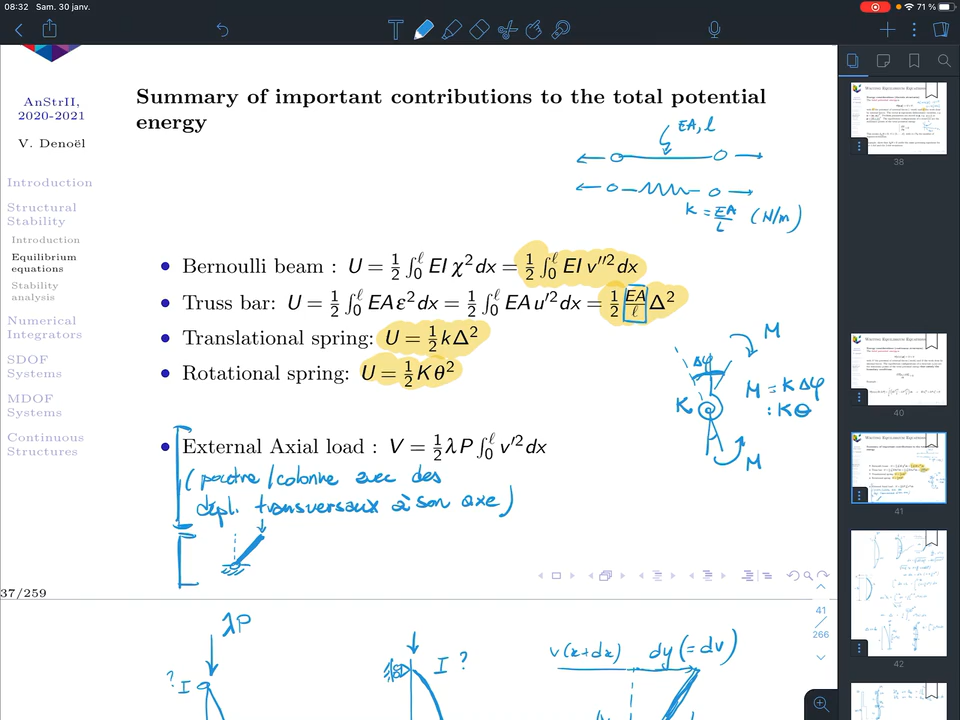 08:32 Sam. 30 janv.
71 %
AnStrII,
2020-2021
V. Denoël
Introduction
Structural
Stability
Introduction
Equilibrium
equations
Stability
analysis
Numerical
Integrators
SDOF
Systems
MDOF
Systems
Continuous
Structures
Summary of important contributions to the total potential
energy
EA, l
K = EA/L (N/m)
• Bernoulli beam : U = 1/2 ∫₀^ℓ EI χ² dx = 1/2 ∫₀^ℓ EI v''² dx
• Truss bar: U = 1/2 ∫₀^ℓ EA ε² dx = 1/2 ∫₀^ℓ EA u'² dx = 1/2 EA/ℓ Δ²
• Translational spring: U = 1/2 kΔ²
• Rotational spring: U = 1/2 Kθ²
M
Δφ
K
M = K Δφ
: Kθ
M
• External Axial load : V = 1/2 λP ∫₀^ℓ v'² dx
(poutre/colonne avec des
dépl. transversaux à son axe)
37/259
41
/
266
λP
? I
I ?
v(x+dx)
dy (= dv)
38
40
41
42